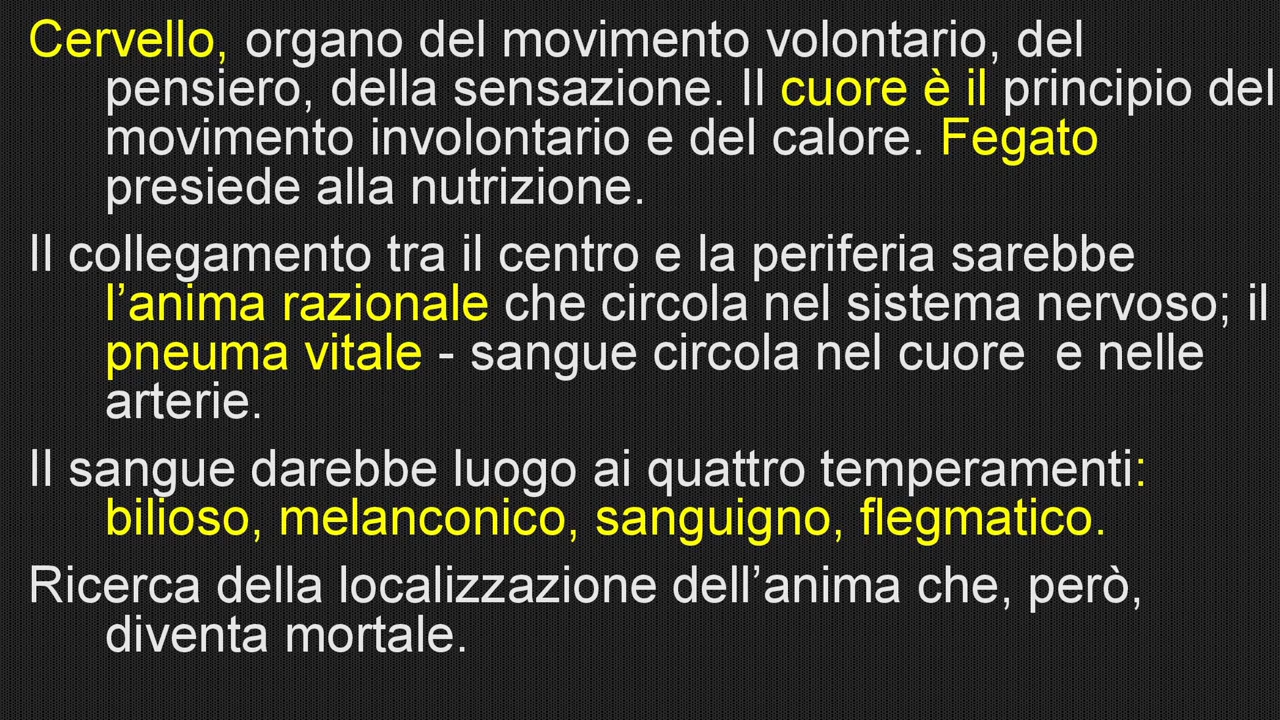 Cervello, organo del movimento volontario, del
pensiero, della sensazione. Il cuore è il principio del
movimento involontario e del calore. Fegato
presiede alla nutrizione.
Il collegamento tra il centro e la periferia sarebbe
l’anima razionale che circola nel sistema nervoso; il
pneuma vitale - sangue circola nel cuore  e nelle
arterie.
Il sangue darebbe luogo ai quattro temperamenti:
bilioso, melanconico, sanguigno, flegmatico.
Ricerca della localizzazione dell’anima che, però,
diventa mortale.